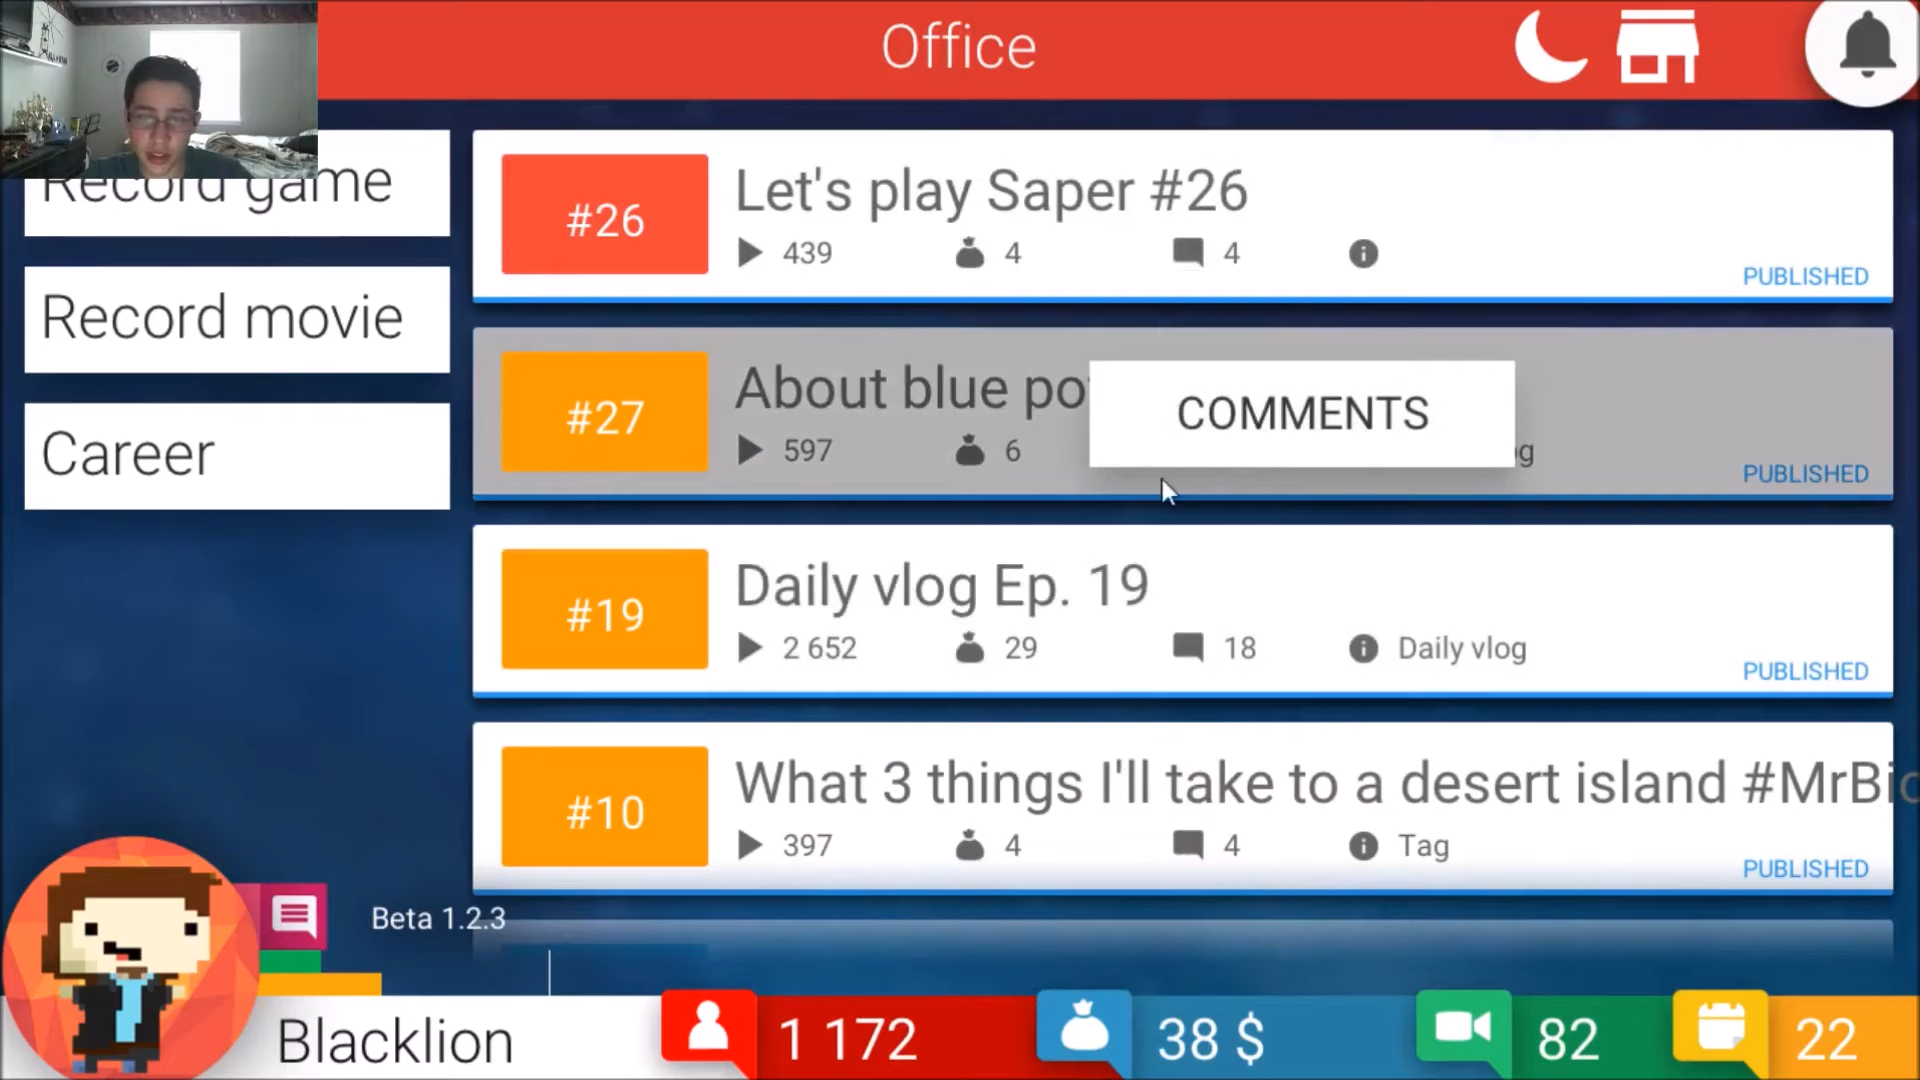 Office
Record game
Record movie
Career
#26
Let's play Saper #26
439
4
4
PUBLISHED
#27
About blue
COMMENTS
597
6
PUBLISHED
#19
Daily vlog Ep. 19
2 652
29
18
Daily vlog
PUBLISHED
#10
What 3 things I'll take to a desert island
397
4
4
Tag
PUBLISHED
Beta 1.2.3
Blacklion
1 172
38 $
82
22